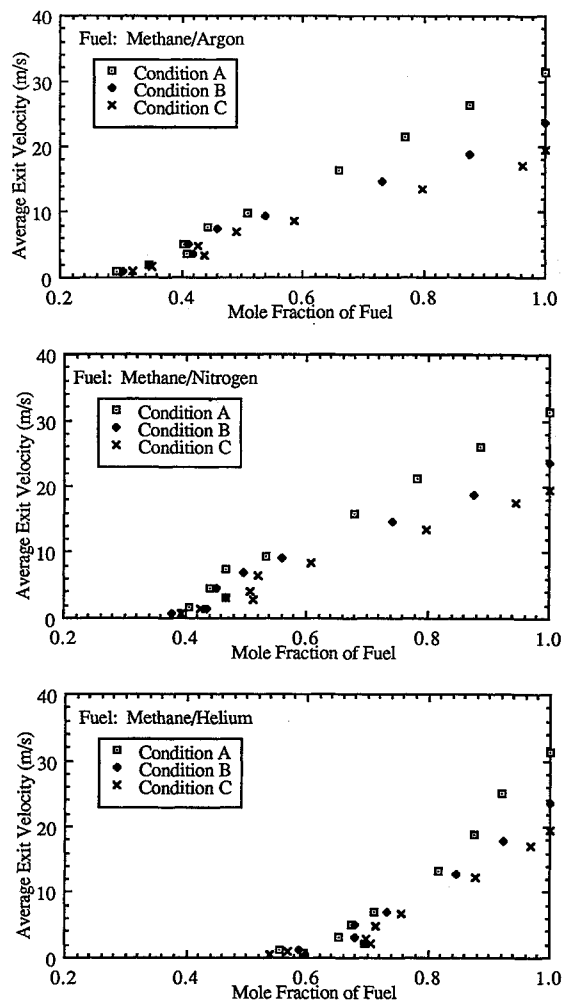 Fuel: Methane/Argon
Condition A
Condition B
Condition C
Average Exit Velocity (m/s)
40
30
20
10
0
0.2 0.4 0.6 0.8 1.0
Mole Fraction of Fuel
Fuel: Methane/Nitrogen
Condition A
Condition B
Condition C
Average Exit Velocity (m/s)
40
30
20
10
0
0.2 0.4 0.6 0.8 1.0
Mole Fraction of Fuel
Fuel: Methane/Helium
Condition A
Condition B
Condition C
Average Exit Velocity (m/s)
40
30
20
10
0
0.2 0.4 0.6 0.8 1.0
Mole Fraction of Fuel